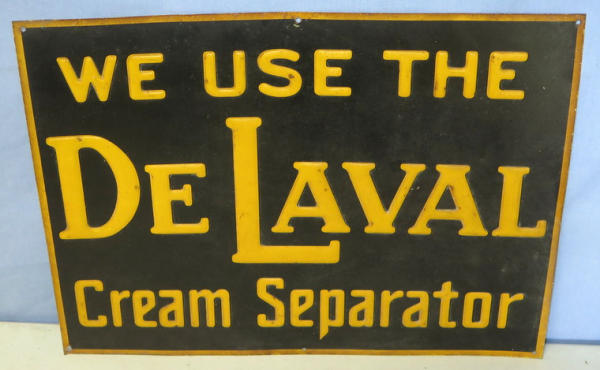 WE USE THE
DE LAVAL
Cream Separator